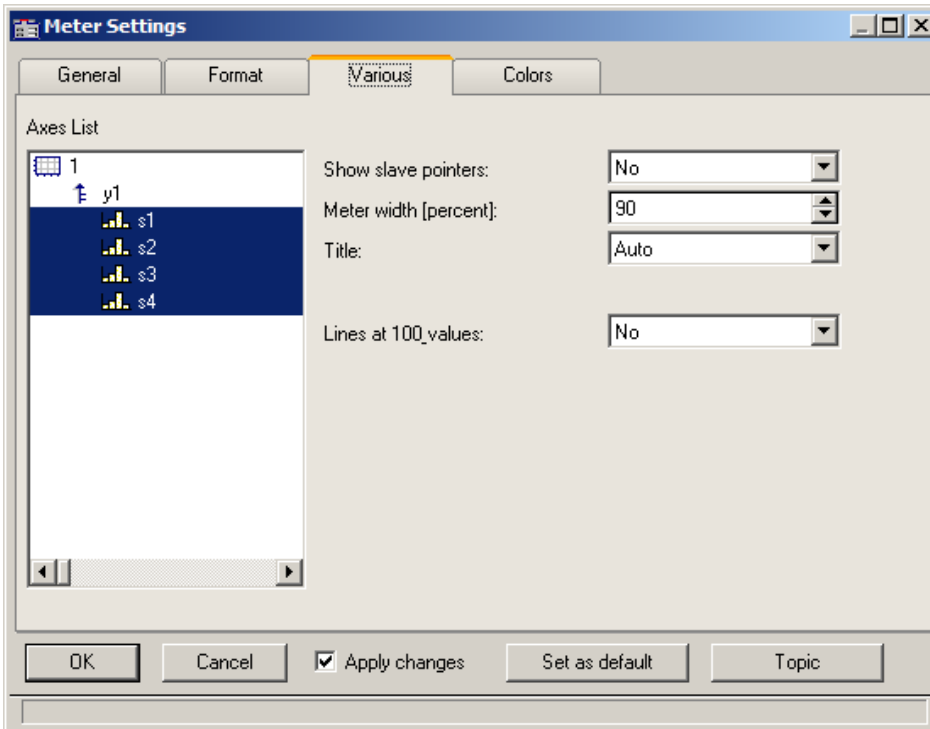 Meter Settings
General Format Various Colors
Axes List
1
y1
s1
s2
s3
s4
Show slave pointers: No
Meter width [percent]: 90
Title: Auto
Lines at 100_values: No
OK Cancel Apply changes Set as default Topic